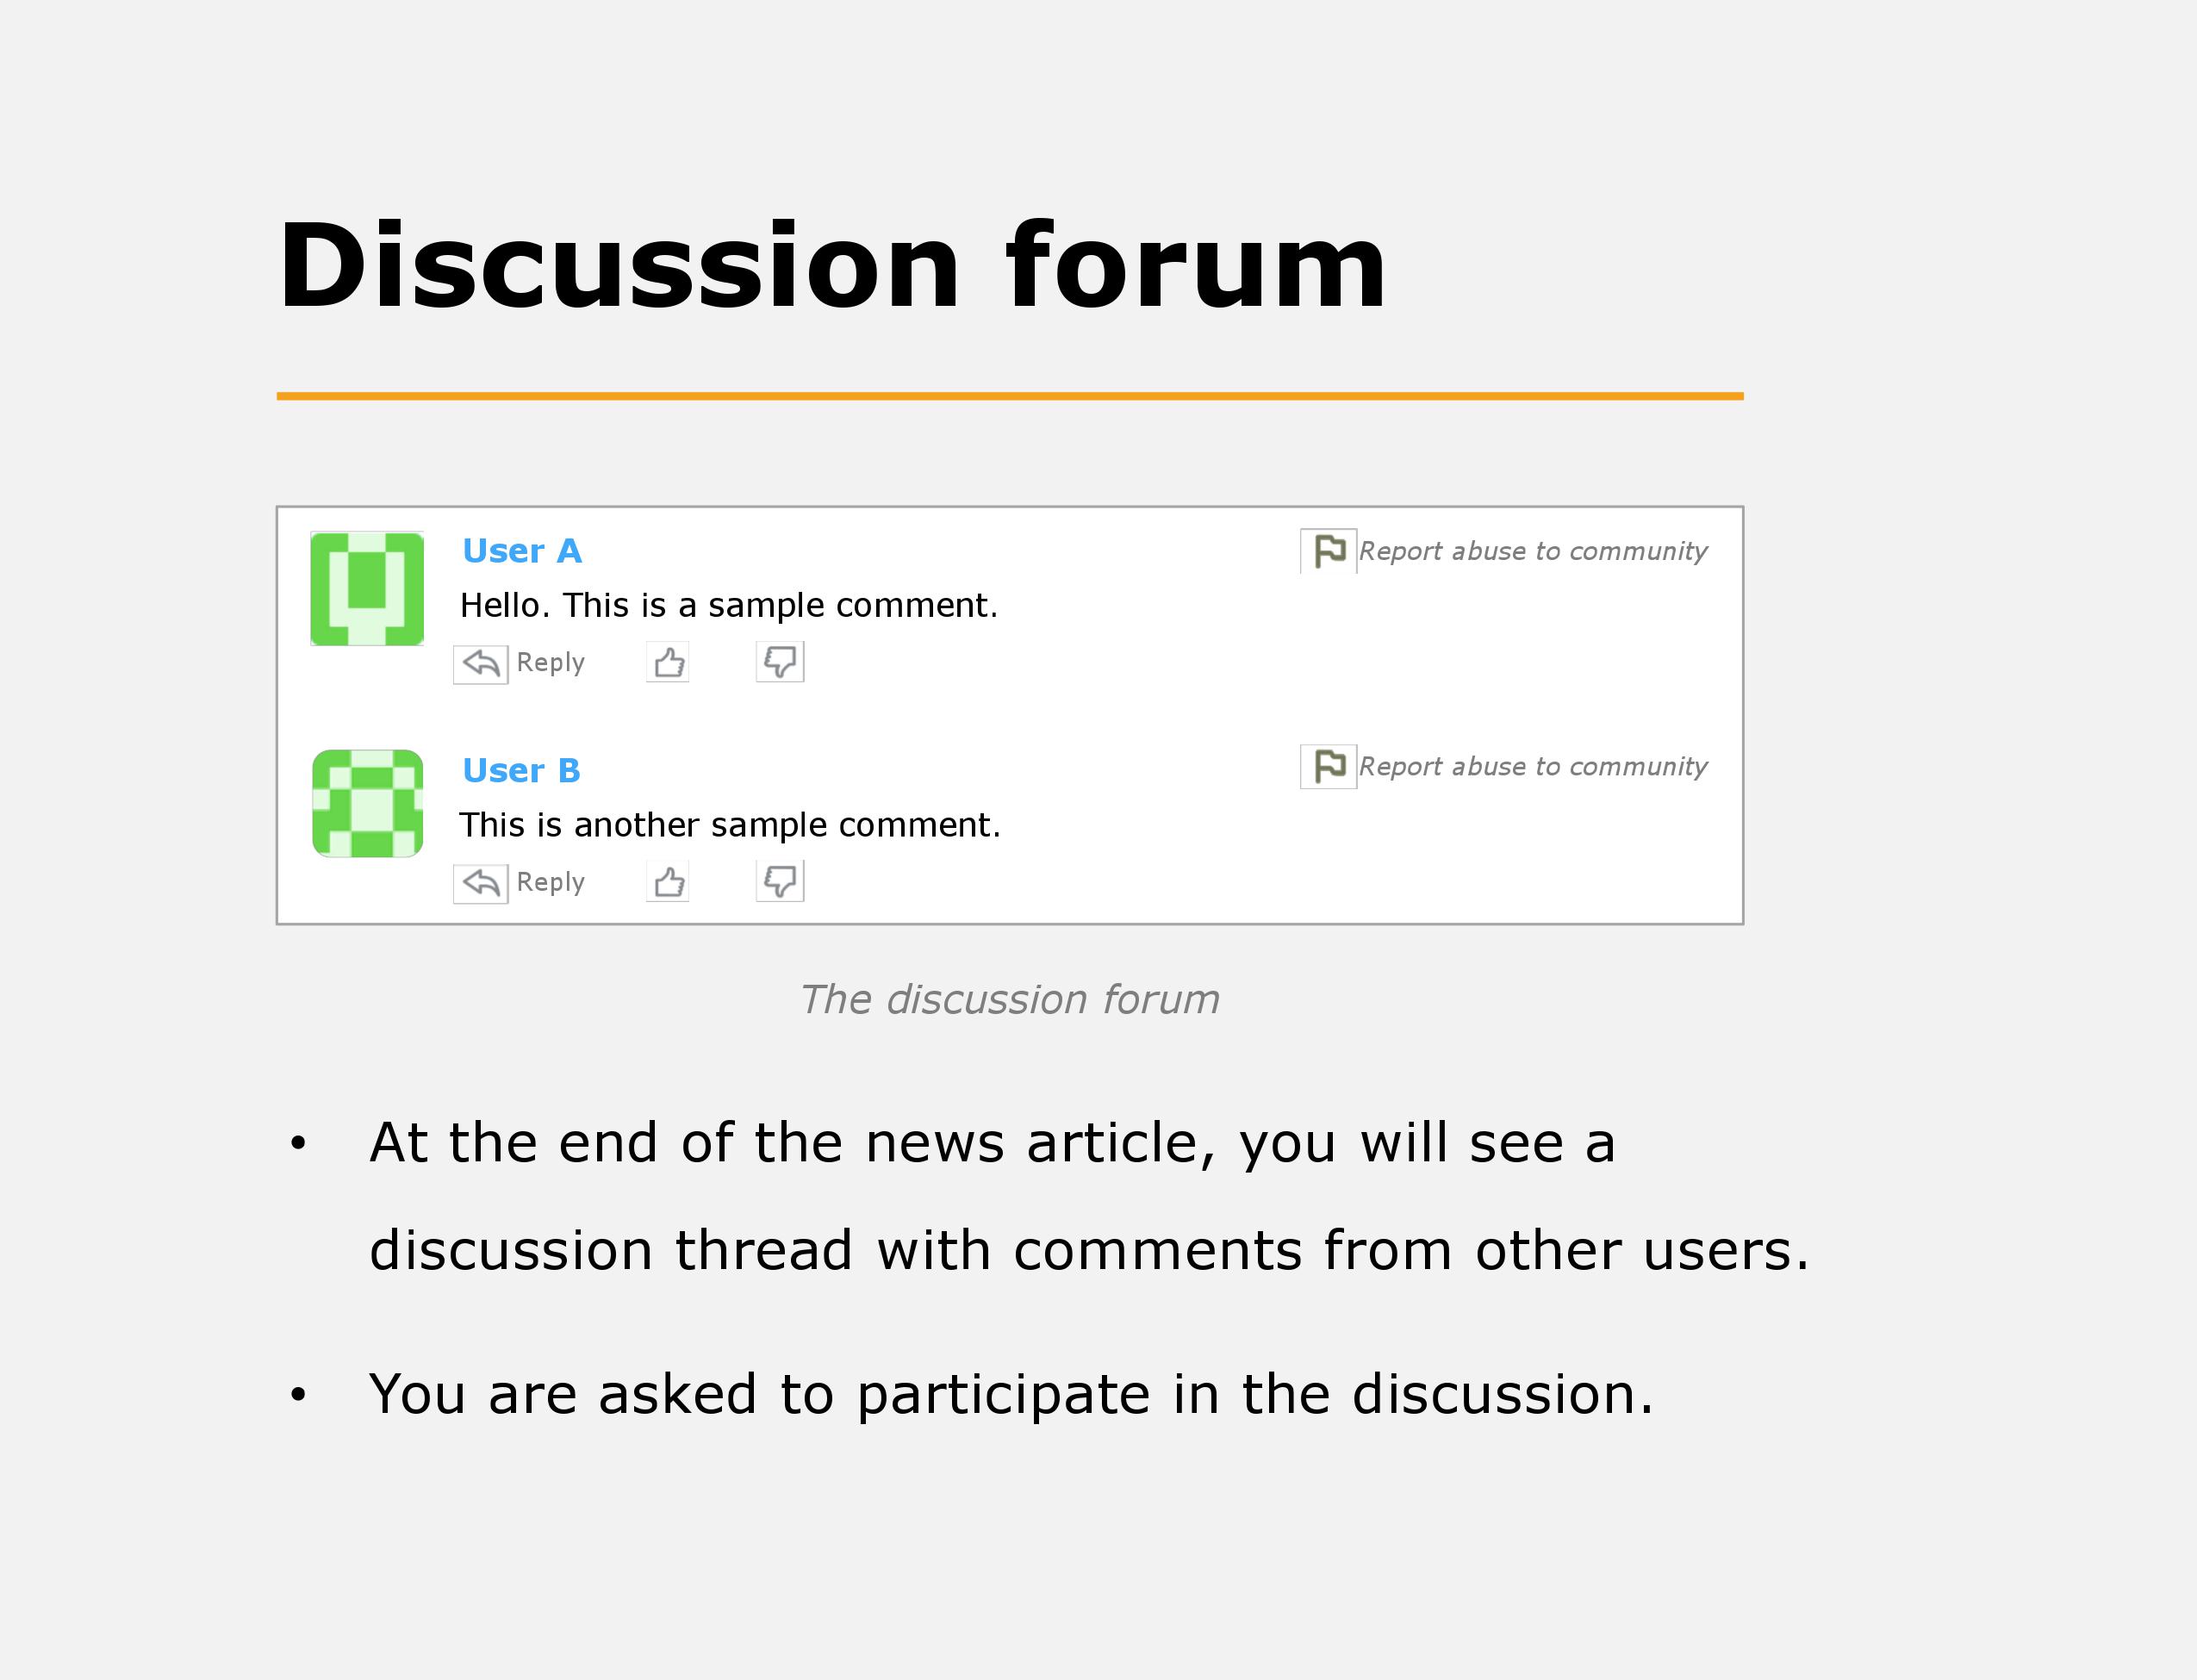 Discussion forum
User A
Report abuse to community
Hello. This is a sample comment.
Reply
User B
Report abuse to community
This is another sample comment.
Reply
The discussion forum
• At the end of the news article, you will see a
discussion thread with comments from other users.
• You are asked to participate in the discussion.